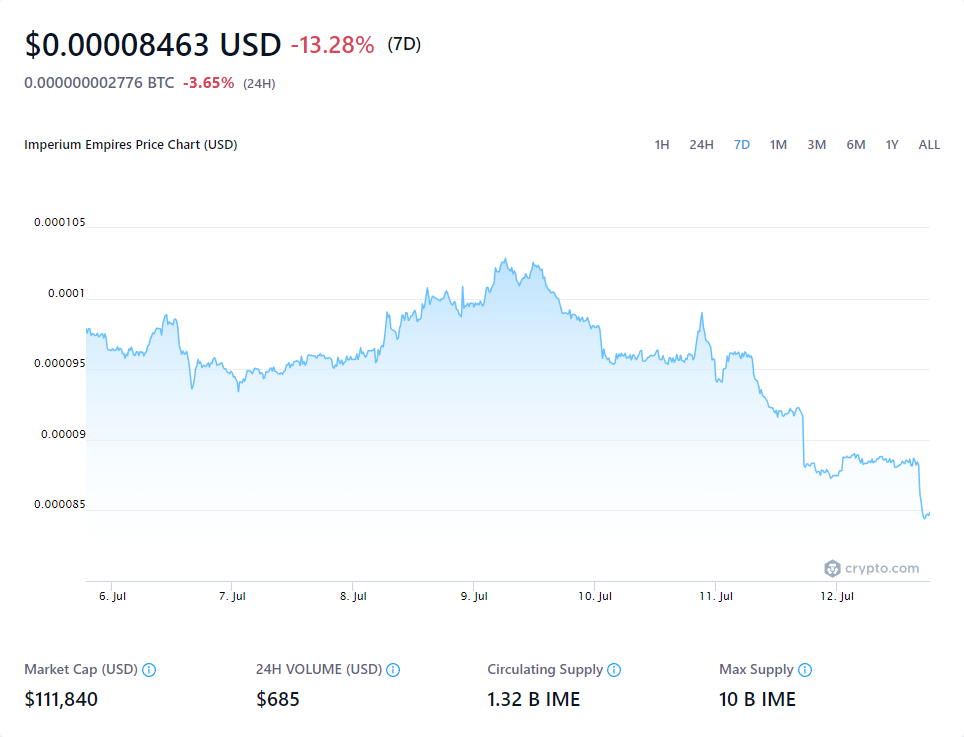 $0.00008463 USD -13.28% (7D)
0.000000002776 BTC -3.65% (24H)
Imperium Empires Price Chart (USD)
1H 24H 7D 1M 3M 6M 1Y ALL
0.000105
0.0001
0.000095
0.00009
0.000085
crypto.com
6. Jul 7. Jul 8. Jul 9. Jul 10. Jul 11. Jul 12. Jul
Market Cap (USD) 24H VOLUME (USD) Circulating Supply Max Supply
$111,840 $685 1.32 B IME 10 B IME